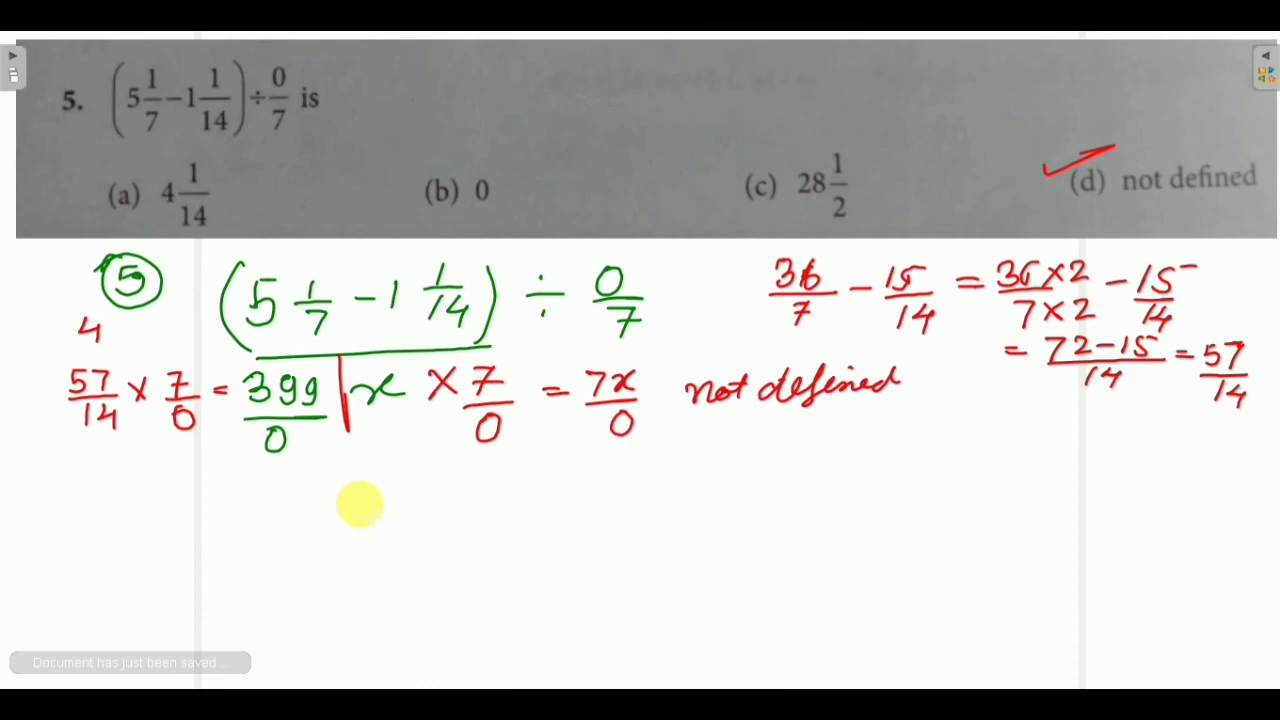 5. (5 1/7 − 1 1/14) ÷ 0/7 is
(a) 4 1/14 (b) 0 (c) 28 1/2 (d) not defined
5 (5 1/7 − 1 1/14) ÷ 0/7
36/7 − 15/14 = 36×2/7×2 − 15/14
= 72−15/14 = 57/14
4
57/14 × 7/0 = 399/0 | x × 7/0 = 7x/0 not defined
Document has just been saved...